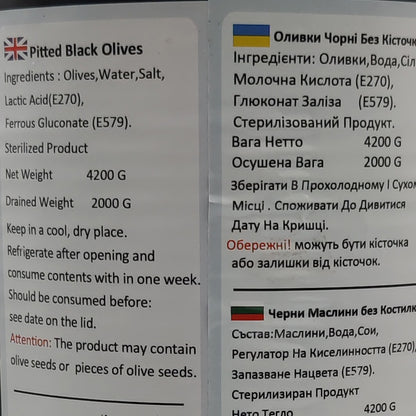 Pitted Black Olives
Ingredients : Olives,Water,Salt,
Lactic Acid(E270),
Ferrous Gluconate (E579).
Sterilized Product
Net Weight 4200 G
Drained Weight 2000 G
Keep in a cool, dry place.
Refrigerate after opening and
consume contents with in one week.
Should be consumed before:
see date on the lid.
Attention: The product may contain
olive seeds or pieces of olive seeds.
Оливки Чорні Без Кісточк
Інгредієнти: Оливки,Вода,Сіл
Молочна Кислота (Е270),
Глюконат Заліза (Е579).
Стерилізований Продукт.
Вага Нетто 4200 G
Осушена Вага 2000 G
Зберігати В Прохолодному І Сухом
Місці . Споживати До Дивитися
Дату На Кришці.
Обережні! можуть бути кісточка
або залишки від кісточок.
Черни Маслини без Костилк
Състав:Маслини,Вода,Сои,
Регулатор На Киселинността (Е270)
Запазване Нацвета (Е579).
Стерилизиран Продукт
Нето Тегло 4200 G